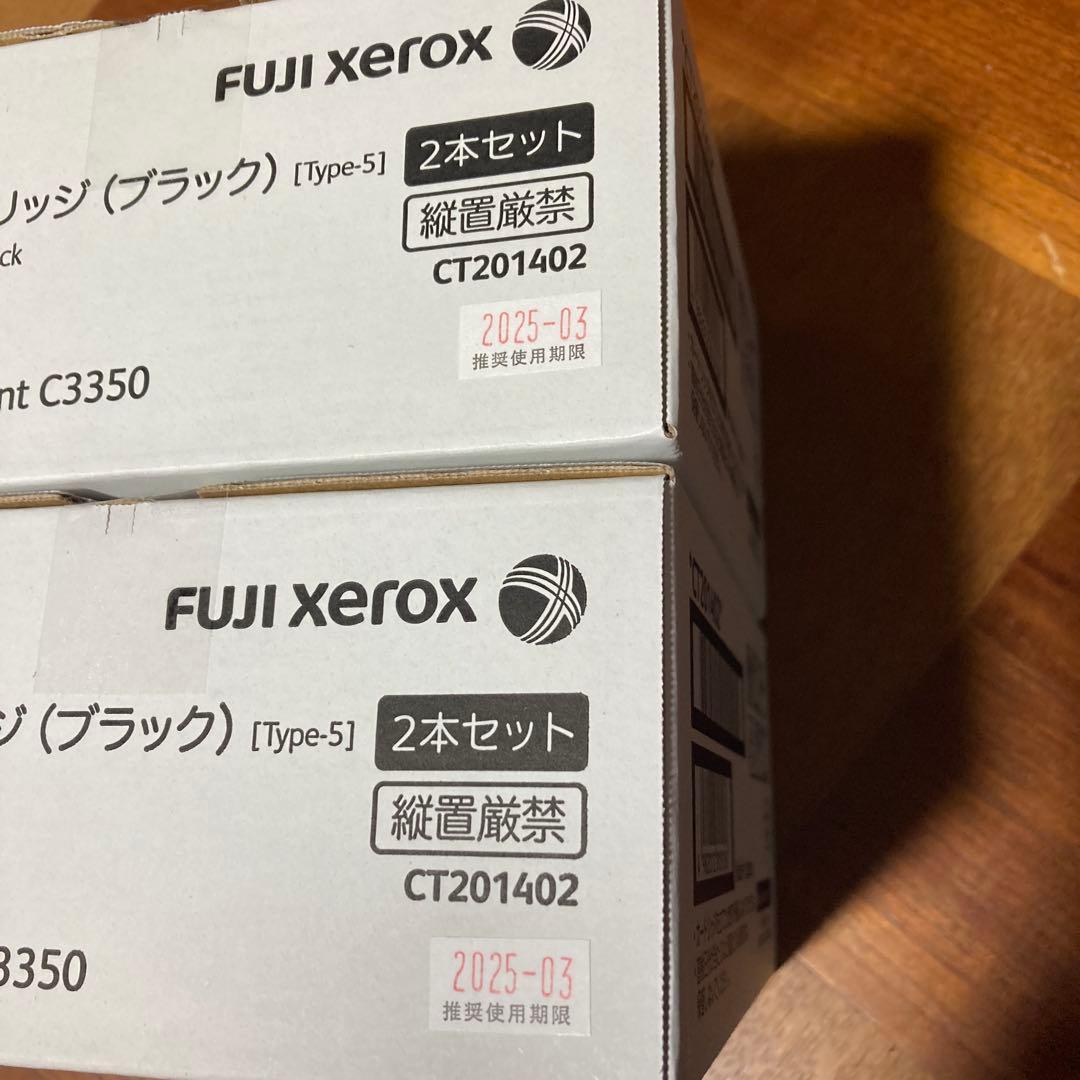 FUJI xerox
2本セット
リッジ（ブラック）[Type-5]
縦置厳禁
ck
CT201402
2025-03
推奨使用期限
nt C3350
FUJI xerox
ジ（ブラック）[Type-5]
2本セット
縦置厳禁
CT201402
3350
2025-03
推奨使用期限
CT201402